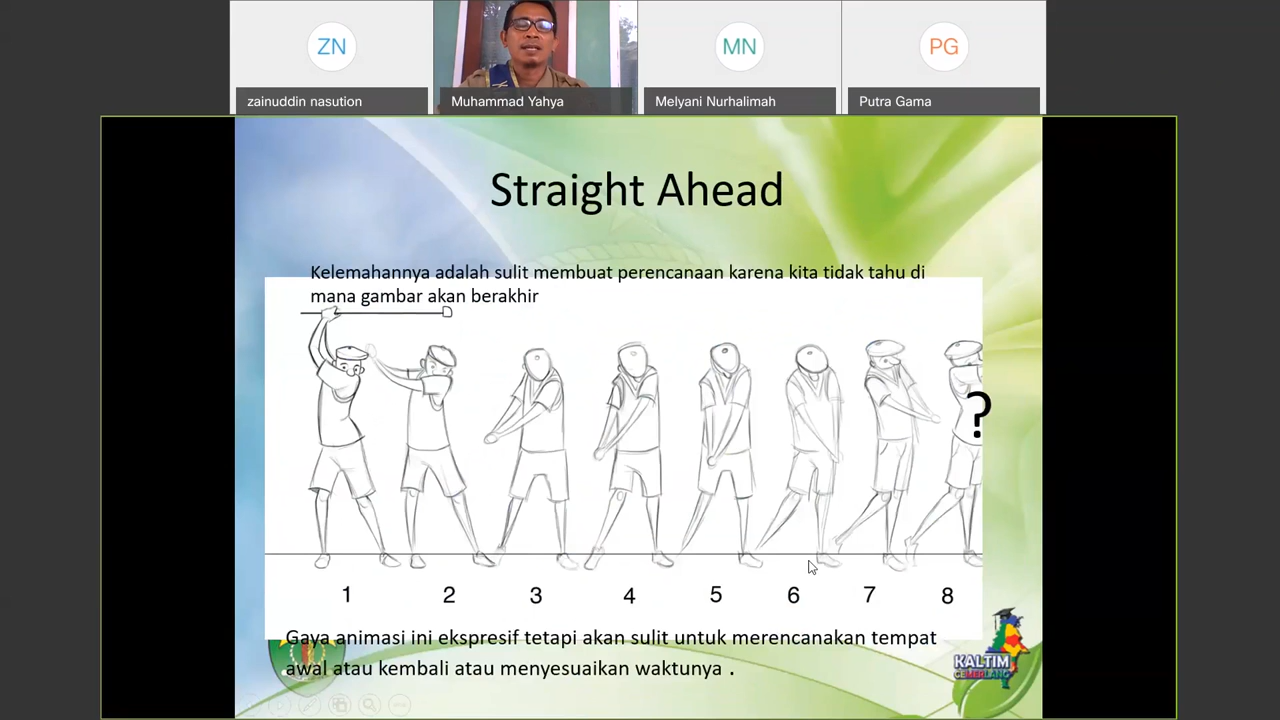 ZN
MN
PG
zainuddin nasution
Muhammad Yahya
Melyani Nurhalimah
Putra Gama
Straight Ahead
Kelemahannya adalah sulit membuat perencanaan karena kita tidak tahu di
mana gambar akan berakhir
?
1 2 3 4 5 6 7 8
Gaya animasi ini ekspresif tetapi akan sulit untuk merencanakan tempat
awal atau kembali atau menyesuaikan waktunya .
KALTIM
CEMERLANG